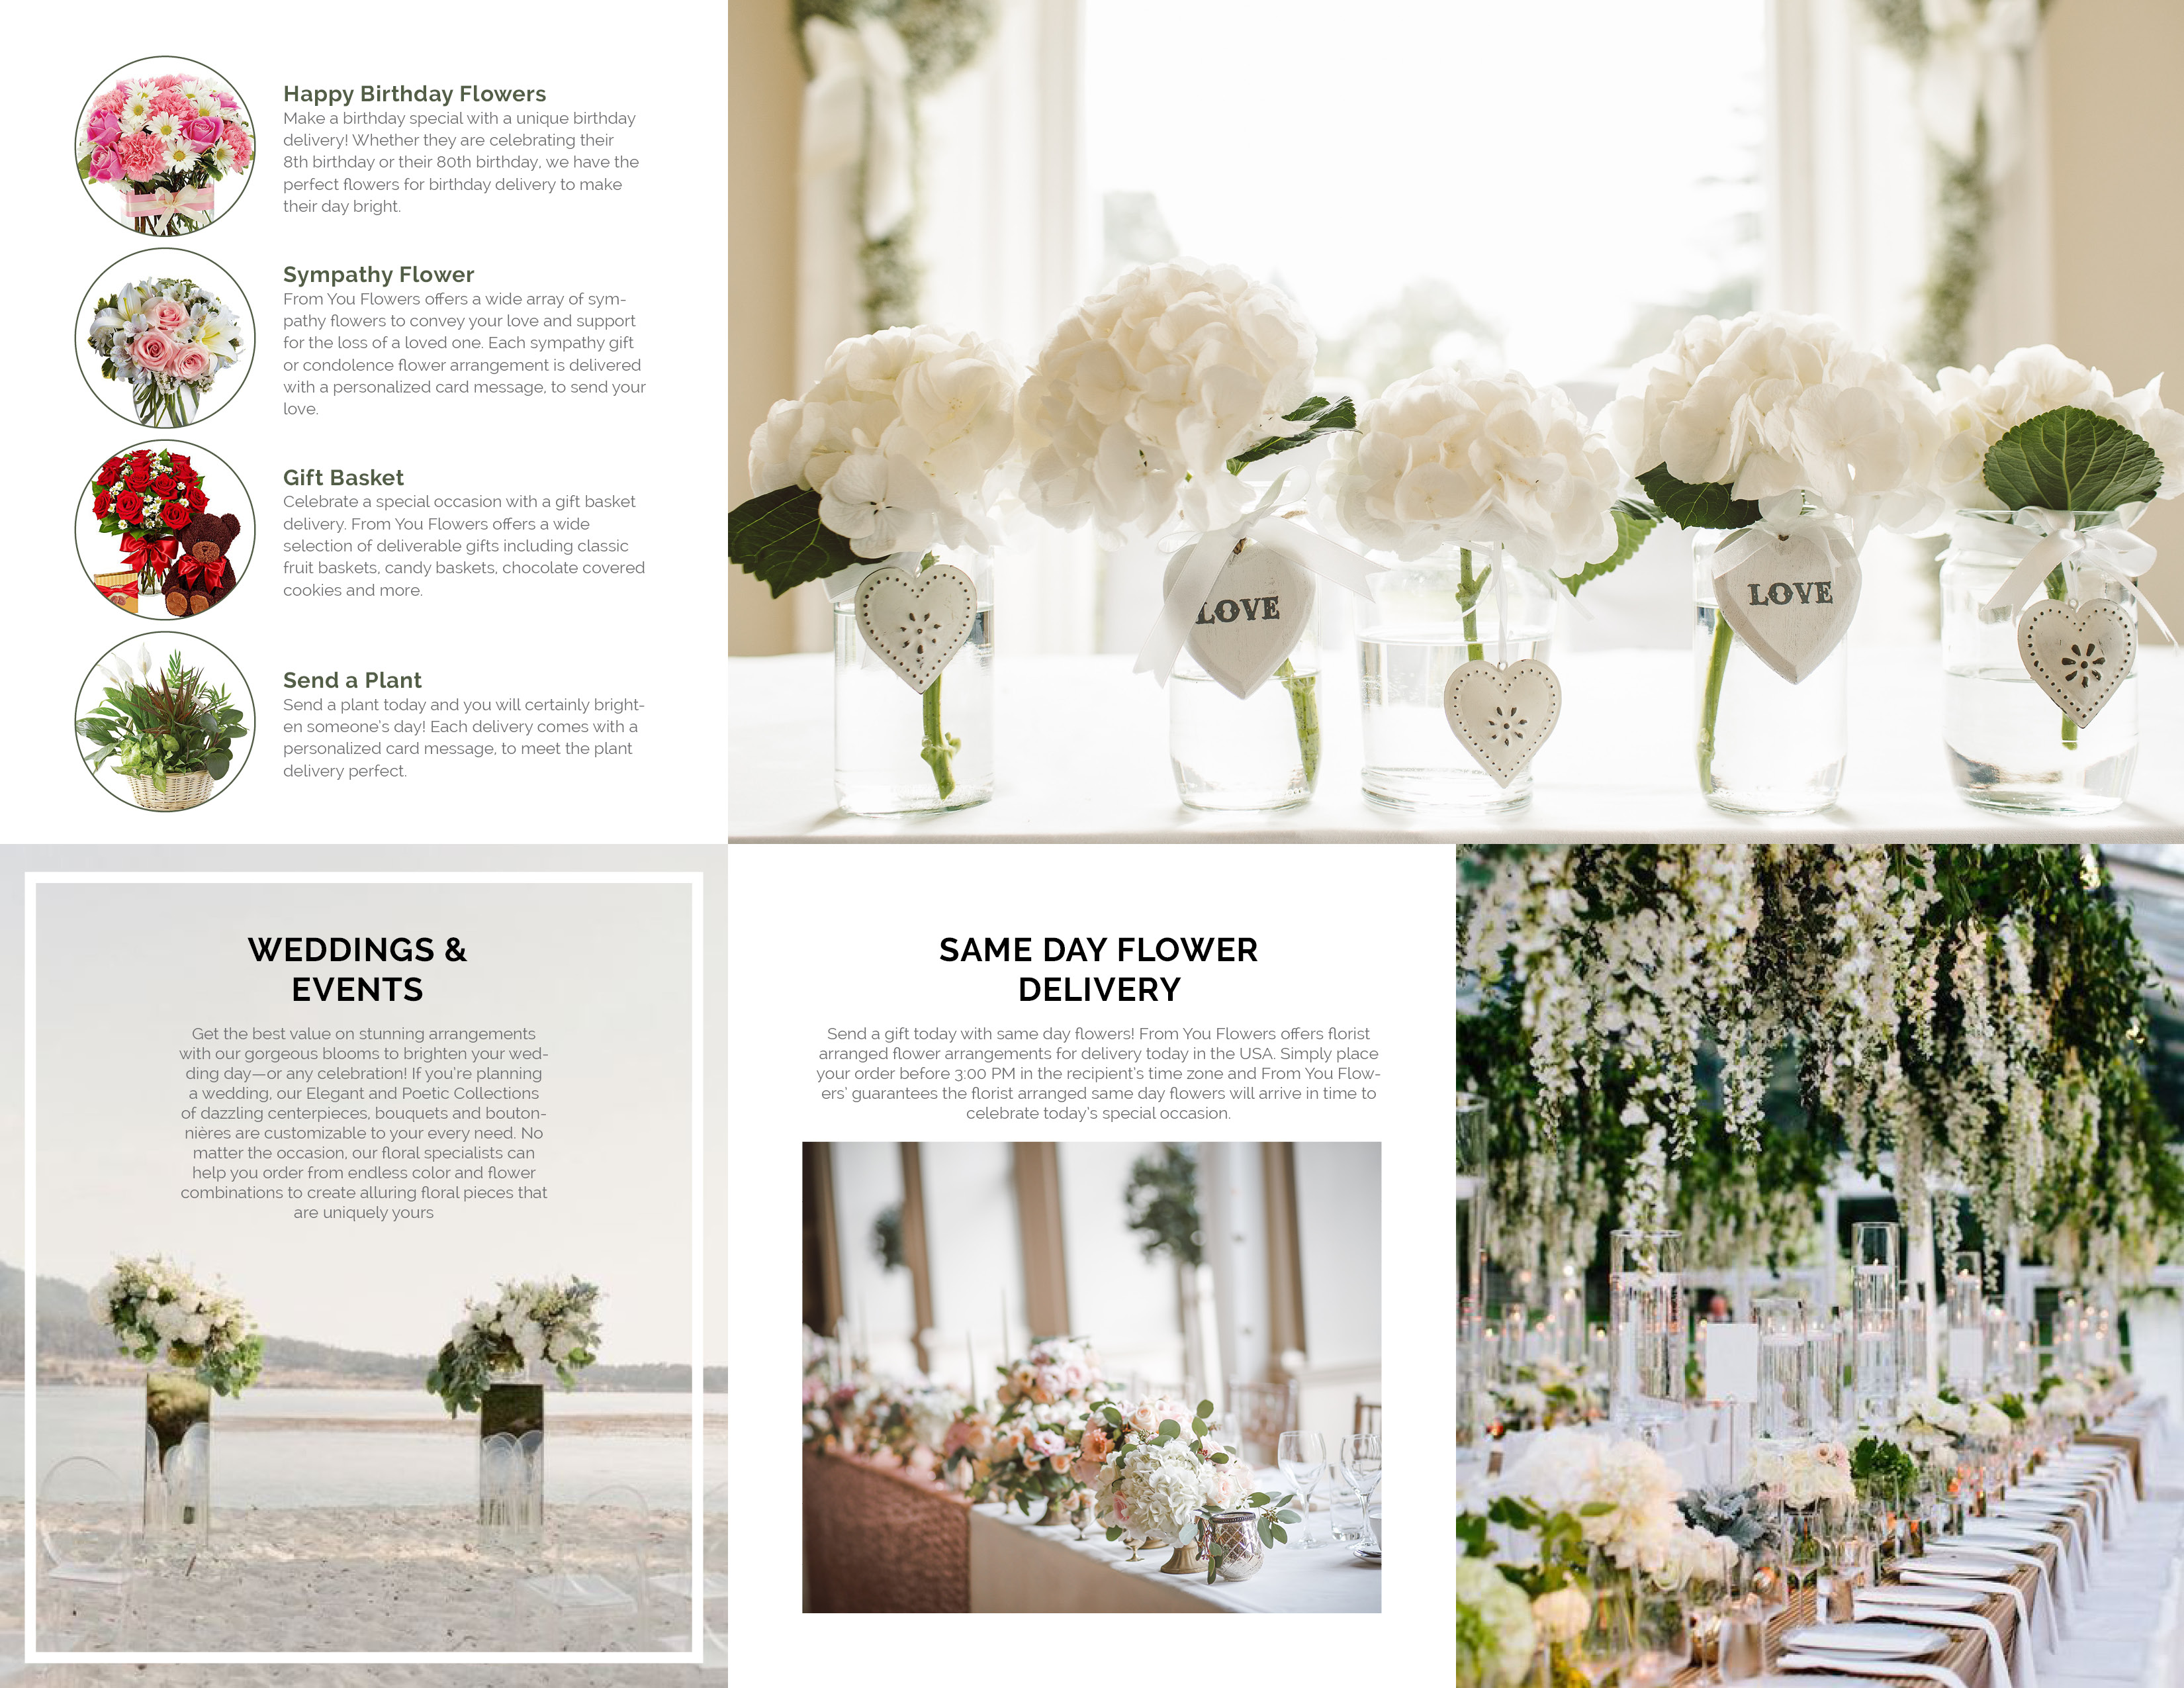 Happy Birthday Flowers
Make a birthday special with a unique birthday
delivery! Whether they are celebrating their
8th birthday or their 80th birthday, we have the
perfect flowers for birthday delivery to make
their day bright.
Sympathy Flower
From You Flowers offers a wide array of sym-
pathy flowers to convey your love and support
for the loss of a loved one. Each sympathy gift
or condolence flower arrangement is delivered
with a personalized card message, to send your
love.
Gift Basket
Celebrate a special occasion with a gift basket
delivery. From You Flowers offers a wide
selection of deliverable gifts including classic
fruit baskets, candy baskets, chocolate covered
cookies and more.
Send a Plant
Send a plant today and you will certainly bright-
en someone's day! Each delivery comes with a
personalized card message, to meet the plant
delivery perfect.
LOVE
LOVE
WEDDINGS &
EVENTS
Get the best value on stunning arrangements
with our gorgeous blooms to brighten your wed-
ding day—or any celebration! If you're planning
a wedding, our Elegant and Poetic Collections
of dazzling centerpieces, bouquets and bouton-
nières are customizable to your every need. No
matter the occasion, our floral specialists can
help you order from endless color and flower
combinations to create alluring floral pieces that
are uniquely yours
SAME DAY FLOWER
DELIVERY
Send a gift today with same day flowers! From You Flowers offers florist
arranged flower arrangements for delivery today in the USA. Simply place
your order before 3:00 PM in the recipient's time zone and From You Flow-
ers' guarantees the florist arranged same day flowers will arrive in time to
celebrate today's special occasion.